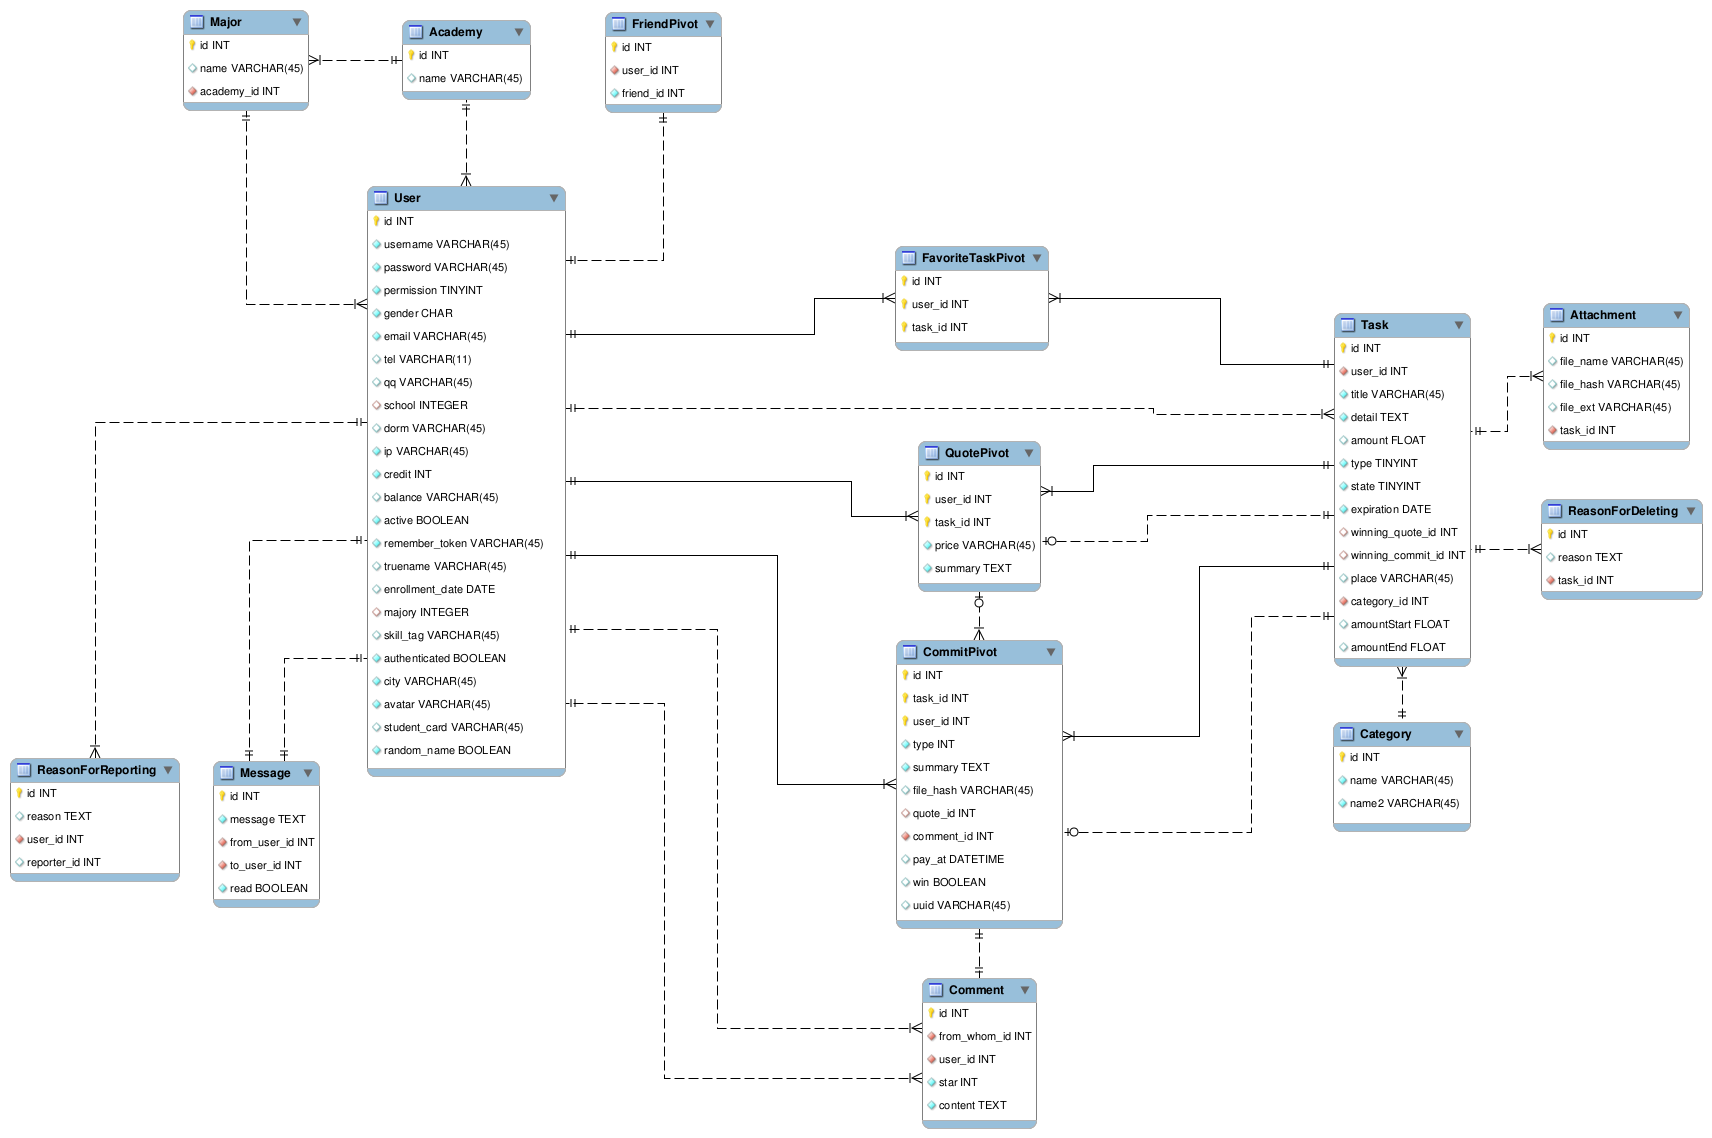 Major
id INT
name VARCHAR(45)
academy_id INT
Academy
id INT
name VARCHAR(45)
FriendPivot
id INT
user_id INT
friend_id INT
User
id INT
username VARCHAR(45)
password VARCHAR(45)
permission TINYINT
gender CHAR
email VARCHAR(45)
tel VARCHAR(11)
qq VARCHAR(45)
school INTEGER
dorm VARCHAR(45)
ip VARCHAR(45)
credit INT
balance VARCHAR(45)
active BOOLEAN
remember_token VARCHAR(45)
truename VARCHAR(45)
enrollment_date DATE
majory INTEGER
skill_tag VARCHAR(45)
authenticated BOOLEAN
city VARCHAR(45)
avatar VARCHAR(45)
student_card VARCHAR(45)
random_name BOOLEAN
FavoriteTaskPivot
id INT
user_id INT
task_id INT
Task
id INT
user_id INT
title VARCHAR(45)
detail TEXT
amount FLOAT
type TINYINT
state TINYINT
expiration DATE
winning_quote_id INT
winning_commit_id INT
place VARCHAR(45)
category_id INT
amountStart FLOAT
amountEnd FLOAT
Attachment
id INT
file_name VARCHAR(45)
file_hash VARCHAR(45)
file_ext VARCHAR(45)
task_id INT
QuotePivot
id INT
user_id INT
task_id INT
price VARCHAR(45)
summary TEXT
ReasonForDeleting
id INT
reason TEXT
task_id INT
CommitPivot
id INT
task_id INT
user_id INT
type INT
summary TEXT
file_hash VARCHAR(45)
quote_id INT
comment_id INT
pay_at DATETIME
win BOOLEAN
uuid VARCHAR(45)
Category
id INT
name VARCHAR(45)
name2 VARCHAR(45)
ReasonForReporting
id INT
reason TEXT
user_id INT
reporter_id INT
Message
id INT
message TEXT
from_user_id INT
to_user_id INT
read BOOLEAN
Comment
id INT
from_whom_id INT
user_id INT
star INT
content TEXT